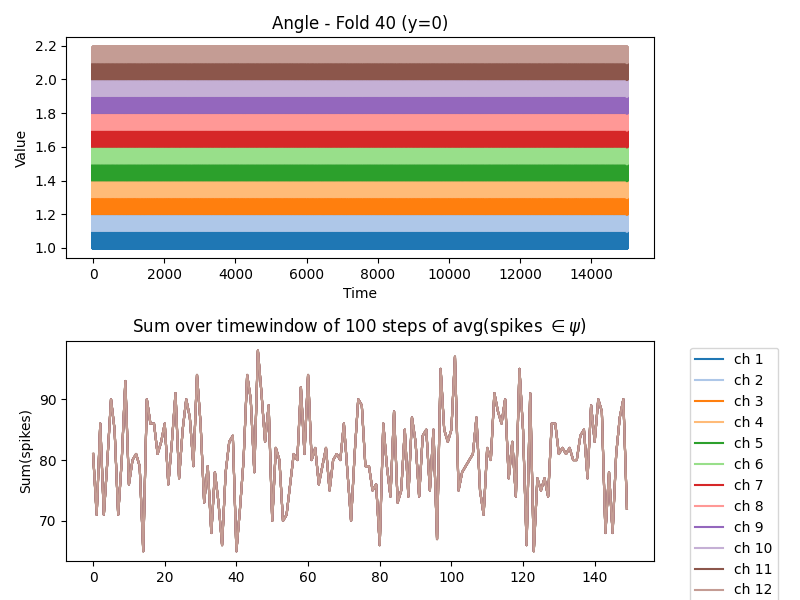 Angle - Fold 40 (y=0)
2.2
2.0
1.8
1.6
1.4
1.2
1.0
Value
0 2000 4000 6000 8000 10000 12000 14000
Time
Sum over timewindow of 100 steps of avg(spikes ∈ψ)
90
80
70
Sum(spikes)
0 20 40 60 80 100 120 140
ch 1
ch 2
ch 3
ch 4
ch 5
ch 6
ch 7
ch 8
ch 9
ch 10
ch 11
ch 12